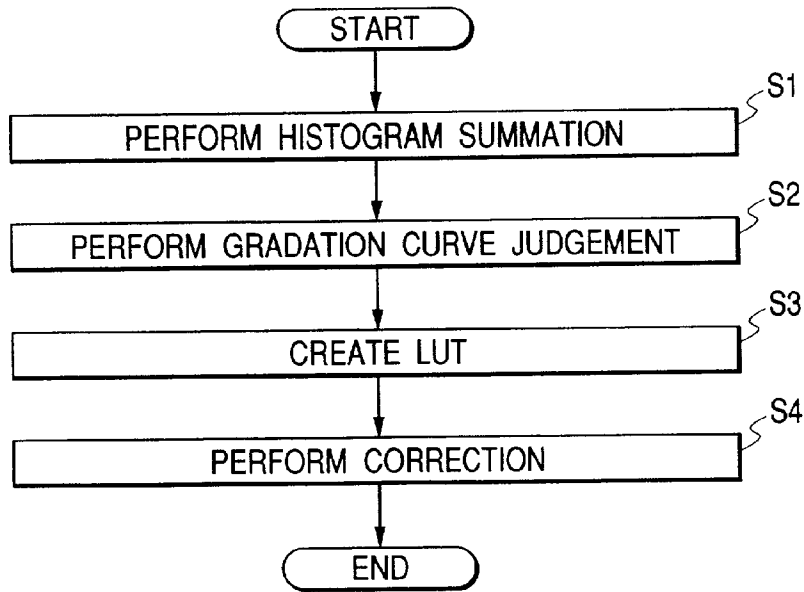 START
S1
PERFORM HISTOGRAM SUMMATION
S2
PERFORM GRADATION CURVE JUDGEMENT
S3
CREATE LUT
S4
PERFORM CORRECTION
END